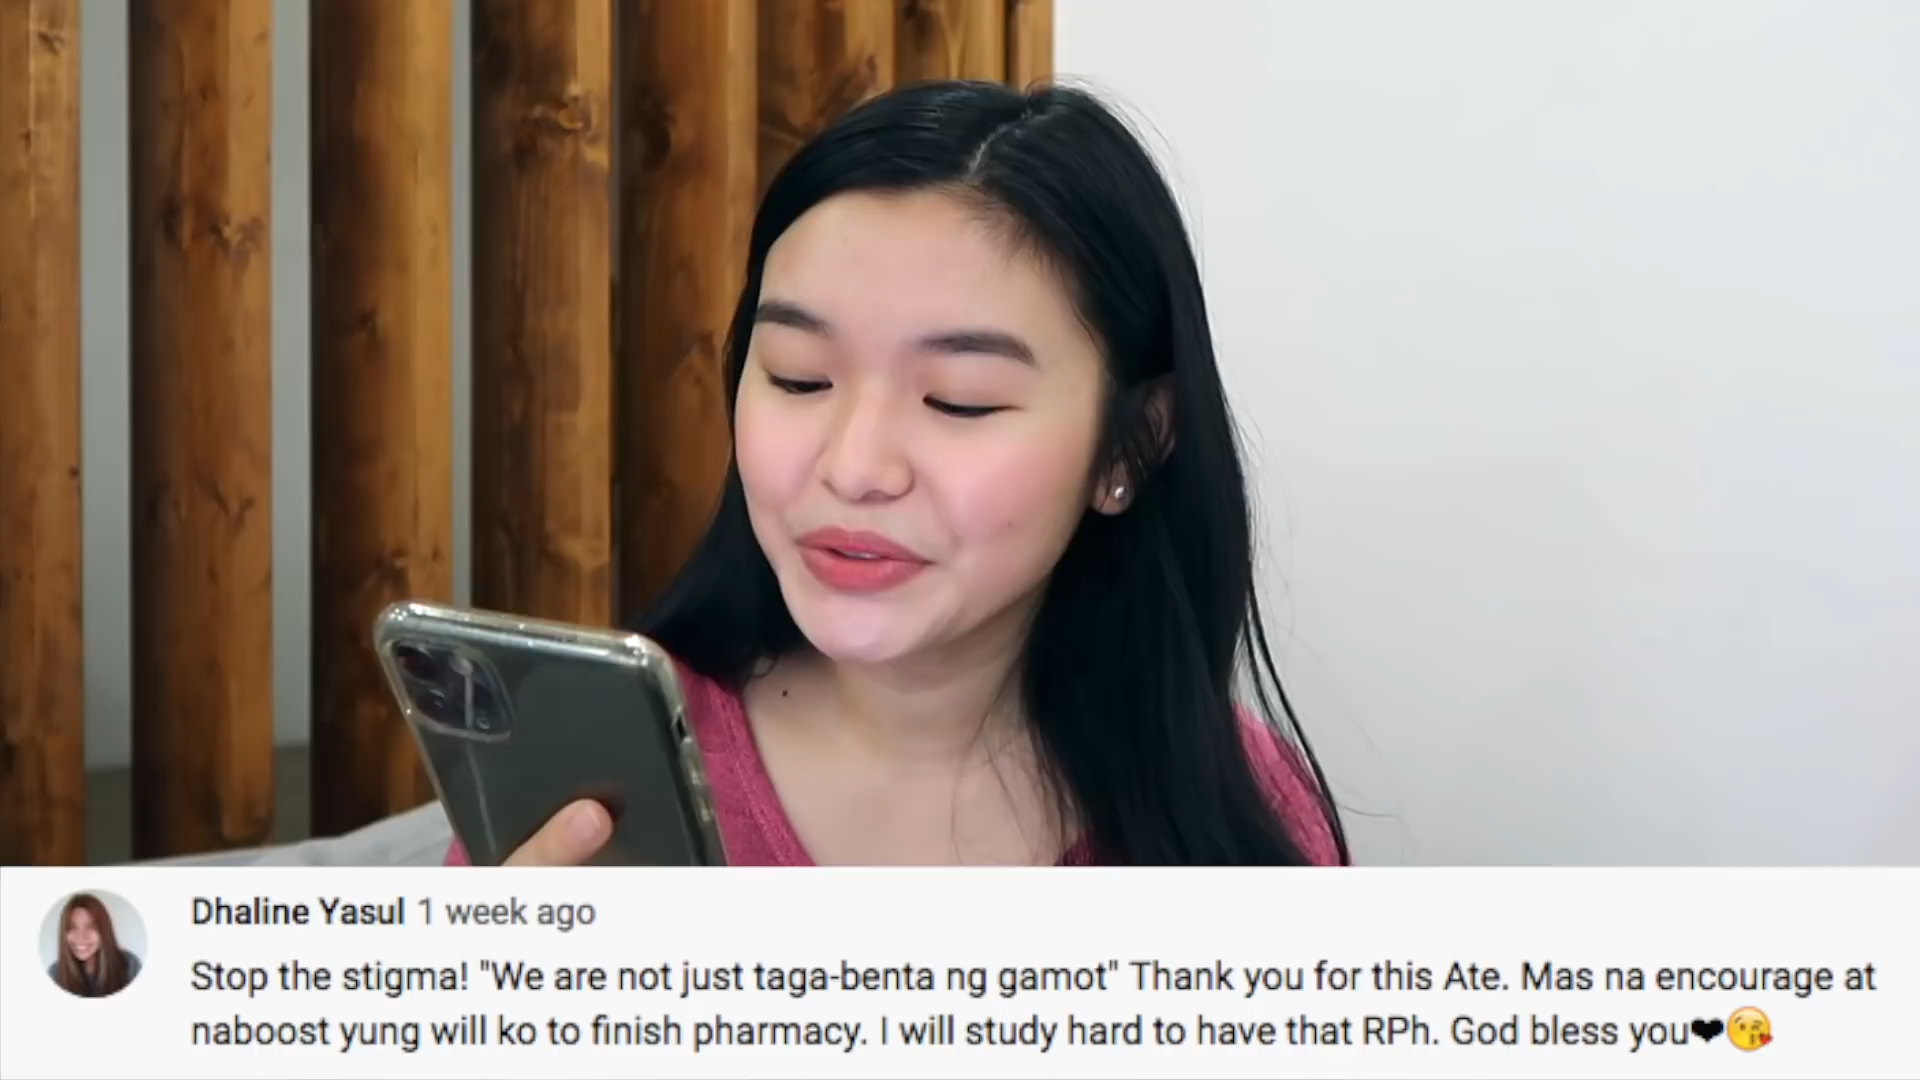 Dhaline Yasul 1 week ago
Stop the stigma! "We are not just taga-benta ng gamot" Thank you for this Ate. Mas na encourage at
naboost yung will ko to finish pharmacy. I will study hard to have that RPh. God bless you❤😘